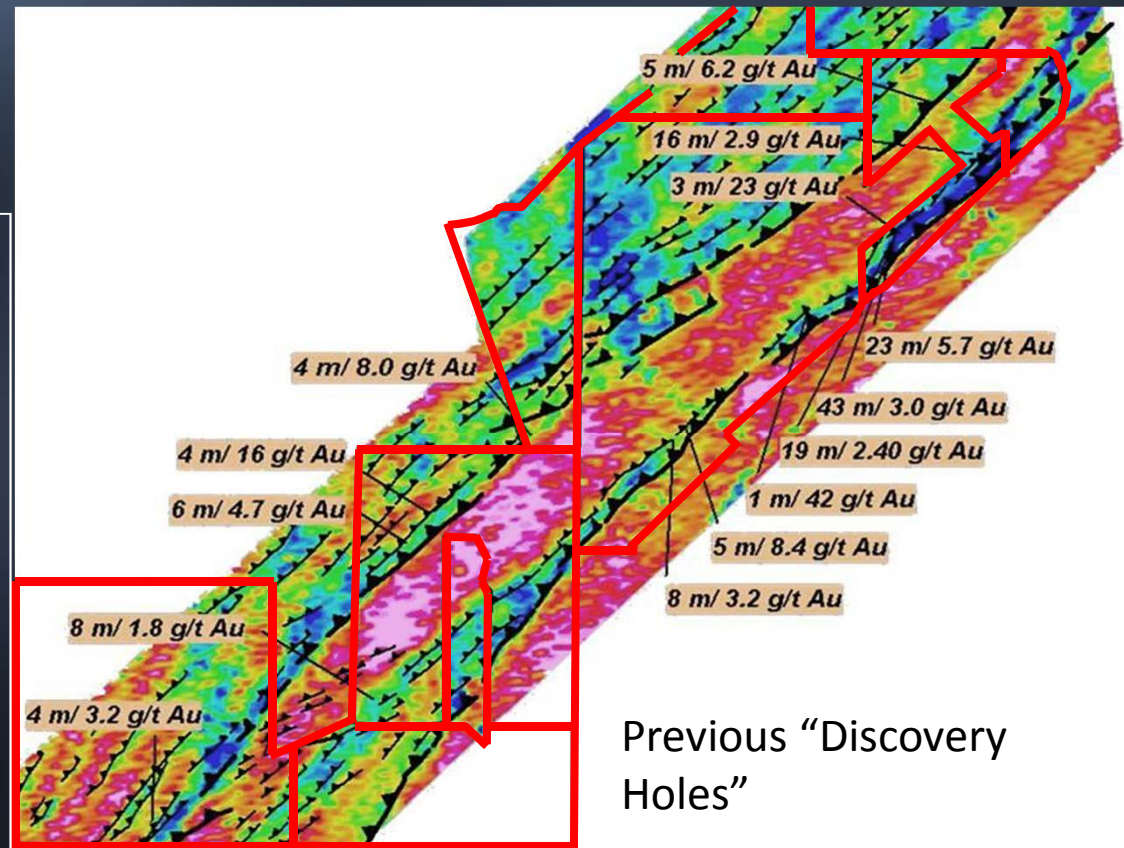 5 m/ 6.2 g/t Au
16 m/ 2.9 g/t Au
3 m/ 23 g/t Au
23 m/ 5.7 g/t Au
4 m/ 8.0 g/t Au
43 m/ 3.0 g/t Au
19 m/ 2.40 g/t Au
4 m/ 16 g/t Au
1 m/ 42 g/t Au
6 m/ 4.7 g/t Au
5 m/ 8.4 g/t Au
8 m/ 3.2 g/t Au
8 m/ 1.8 g/t Au
4 m/ 3.2 g/t Au
Previous “Discovery
Holes”